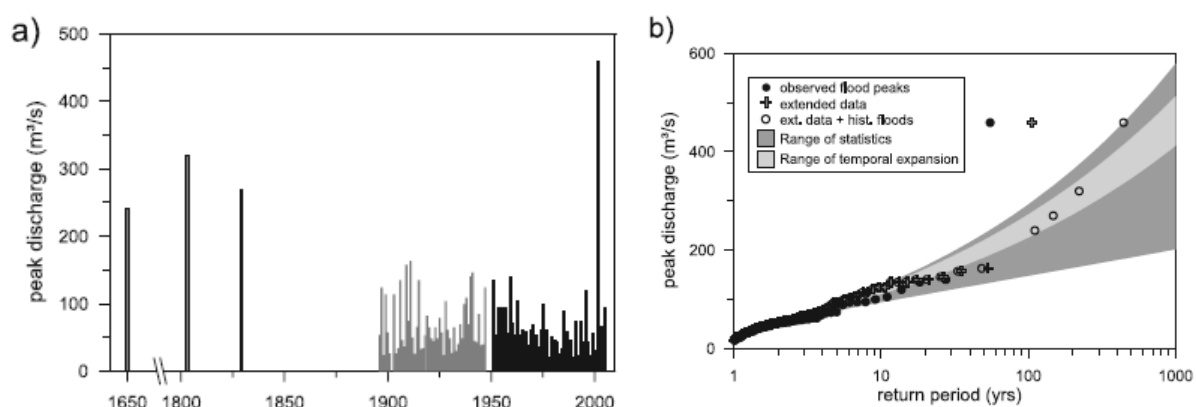 a)
500
400
300
200
100
0
peak discharge (m³/s)
1650 1800 1850 1900 1950 2000
b)
600
400
200
0
peak discharge (m³/s)
observed flood peaks
extended data
ext. data + hist. floods
Range of statistics
Range of temporal expansion
1 10 100 1000
return period (yrs)